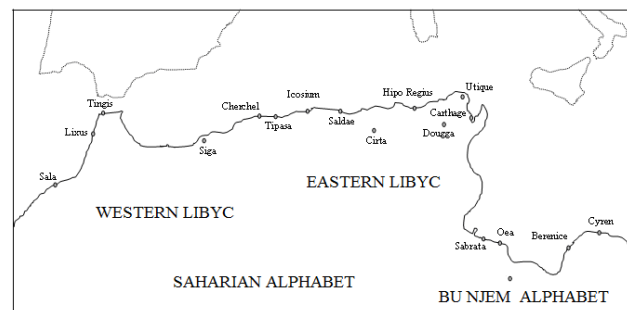 Utique
Hipo Regius
Icosium
Cherchel
Tingis
Carthage
Saldae
Tipasa
Dougga
Lixus
Cirta
Siga
Sala
EASTERN LIBYC
WESTERN LIBYC
Cyren
Oea
Berenice
Sabrata
SAHARIAN ALPHABET
BU NJEM ALPHABET